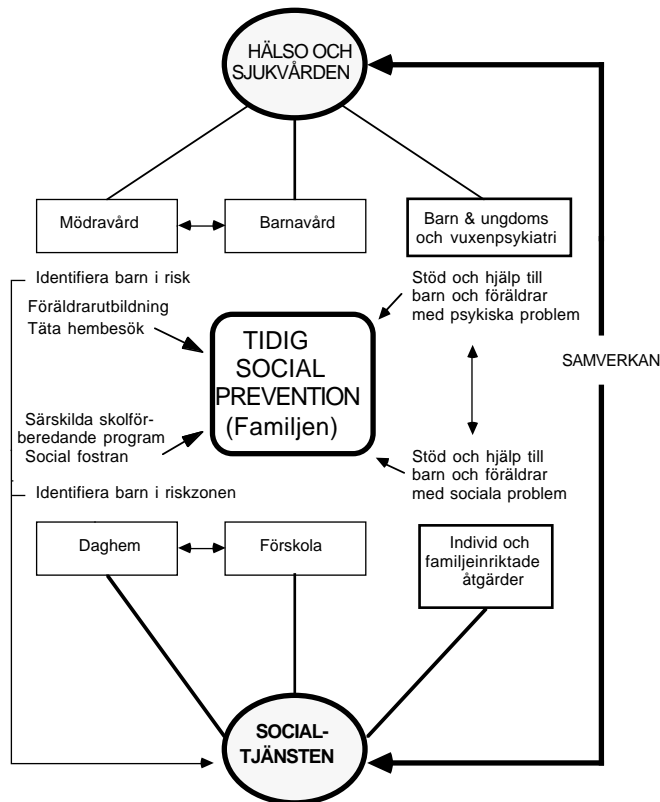 HÄLSO OCH
SJUKVÅRDEN
Mödravård
Barnavård
Barn & ungdoms
och vuxenpsykiatri
Identifiera barn i risk
Föräldrarutbildning
Täta hembesök
Stöd och hjälp till
barn och föräldrar
med psykiska problem
TIDIG
SOCIAL
PREVENTION
(Familjen)
SAMVERKAN
Särskilda skolför-
beredande program
Social fostran
Identifiera barn i riskzonen
Stöd och hjälp till
barn och föräldrar
med sociala problem
Daghem
Förskola
Individ och
familjeinriktade
åtgärder
SOCIAL-
TJÄNSTEN